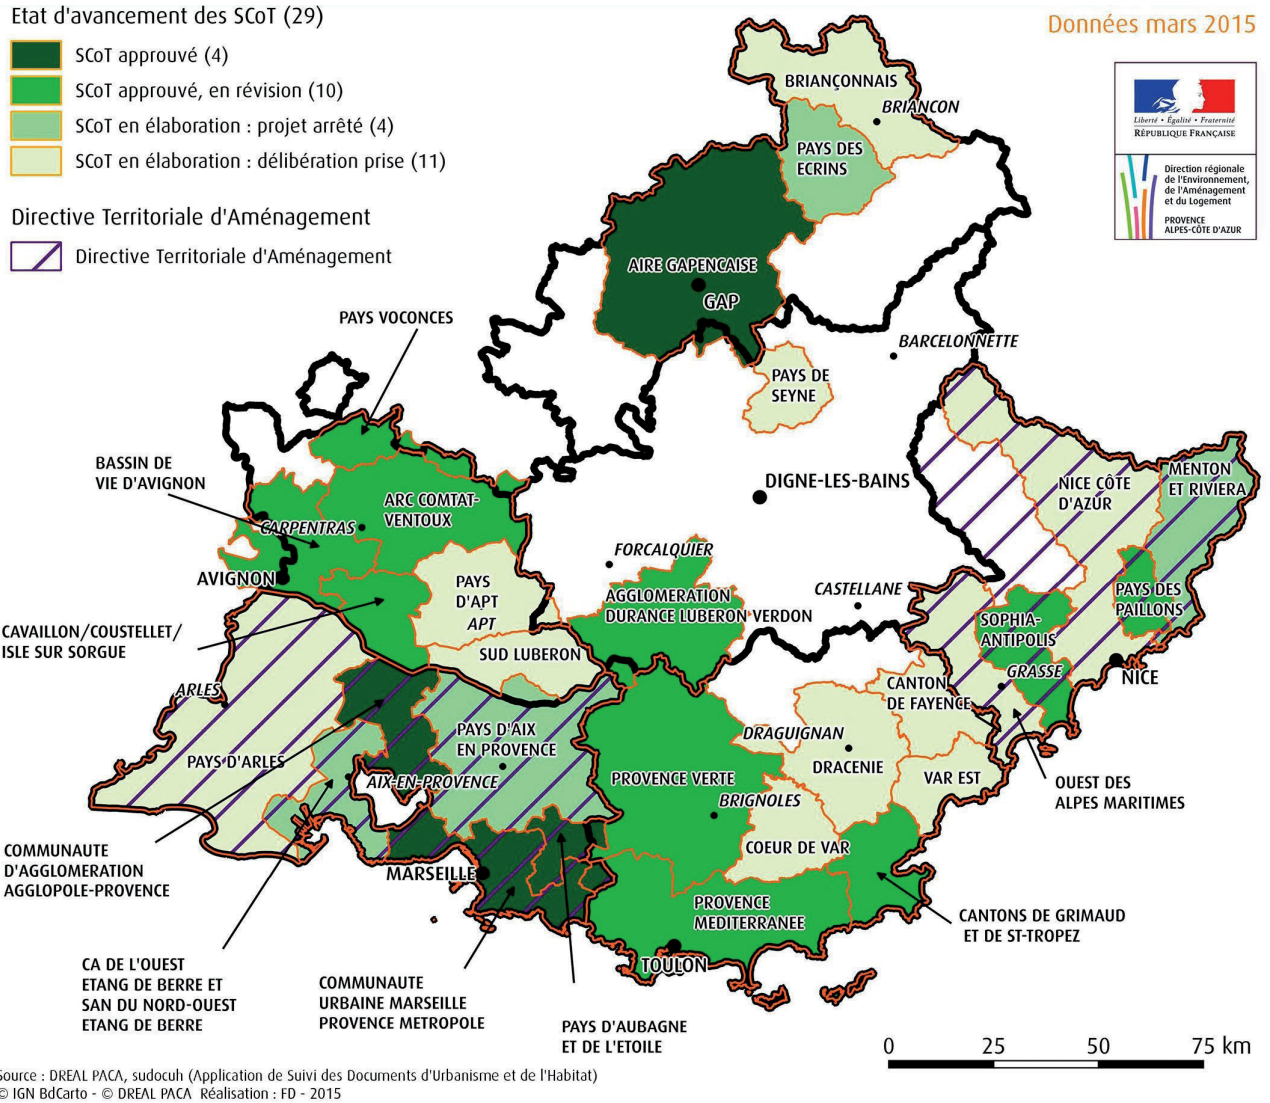 Etat d'avancement des SCoT (29)
SCoT approuvé (4)
SCoT approuvé, en révision (10)
SCoT en élaboration : projet arrêté (4)
SCoT en élaboration : délibération prise (11)
Directive Territoriale d'Aménagement
Directive Territoriale d'Aménagement
Données mars 2015
Liberté • Égalité • Fraternité
RÉPUBLIQUE FRANÇAISE
Direction régionale
de l'Environnement,
de l'Aménagement
et du Logement
PROVENCE
ALPES-CÔTE D'AZUR
BRIANÇONNAIS
BRIANCON
PAYS DES
ECRINS
AIRE GAPENCAISE
GAP
PAYS VOCONCES
BARCELONNETTE
PAYS DE
SEYNE
BASSIN DE
VIE D'AVIGNON
ARC COMTAT-
VENTOUX
CARPENTRAS
DIGNE-LES-BAINS
NICE CÔTE
D'AZUR
MENTON
ET RIVIERA
AVIGNON
PAYS
D'APT
APT
FORCALQUIER
AGGLOMERATION
DURANCE LUBERON VERDON
CASTELLANE
PAYS DES
PAILLONS
SOPHIA-
ANTIPOLIS
CAVAILLON/COUSTELLET/
ISLE SUR SORGUE
SUD LUBERON
GRASSE
NICE
ARLES
CANTON
DE FAYENCE
PAYS D'ARLES
PAYS D'AIX
EN PROVENCE
AIX-EN-PROVENCE
DRAGUIGNAN
DRACENIE
PROVENCE VERTE
BRIGNOLES
VAR EST
OUEST DES
ALPES MARITIMES
COMMUNAUTE
D'AGGLOMERATION
AGGLOPOLE-PROVENCE
MARSEILLE
COEUR DE VAR
PROVENCE
MEDITERRANEE
CANTONS DE GRIMAUD
ET DE ST-TROPEZ
TOULON
CA DE L'OUEST
ETANG DE BERRE ET
SAN DU NORD-OUEST
ETANG DE BERRE
COMMUNAUTE
URBAINE MARSEILLE
PROVENCE METROPOLE
PAYS D'AUBAGNE
ET DE L'ETOILE
0 25 50 75 km
Source : DREAL PACA, sudocuh (Application de Suivi des Documents d'Urbanisme et de l'Habitat)
© IGN BdCarto - © DREAL PACA Réalisation : FD - 2015